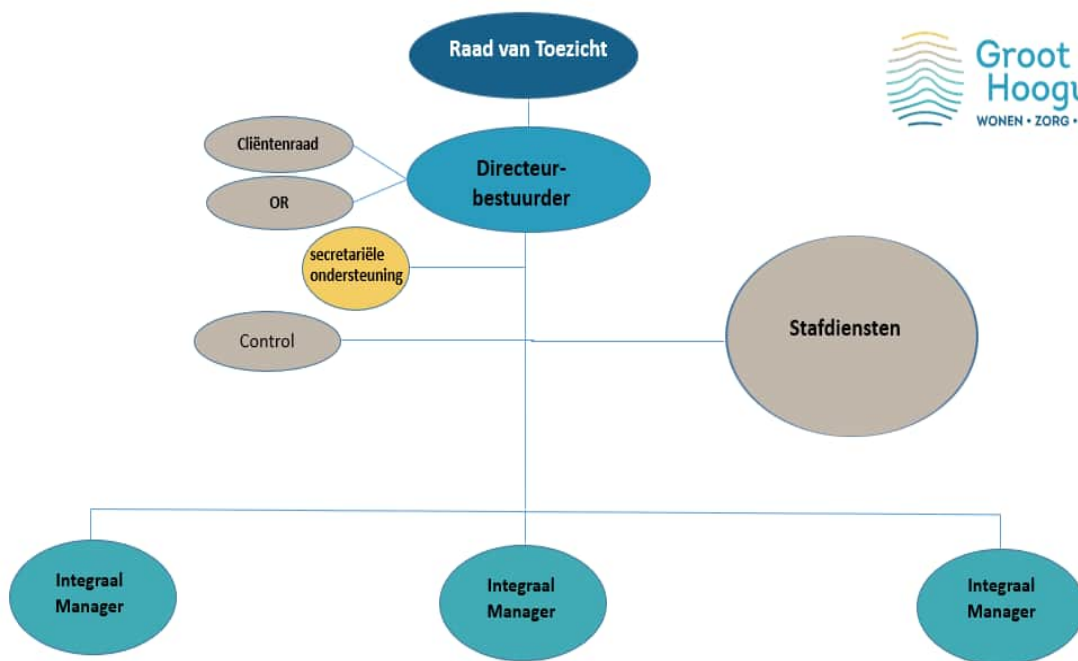 Raad van Toezicht
Groot
WONEN • ZORG •
Cliëntenraad
OR
Directeur-
bestuurder
secretariële
ondersteuning
Control
Stafdiensten
Integraal
Manager
Integraal
Manager
Integraal
Manager